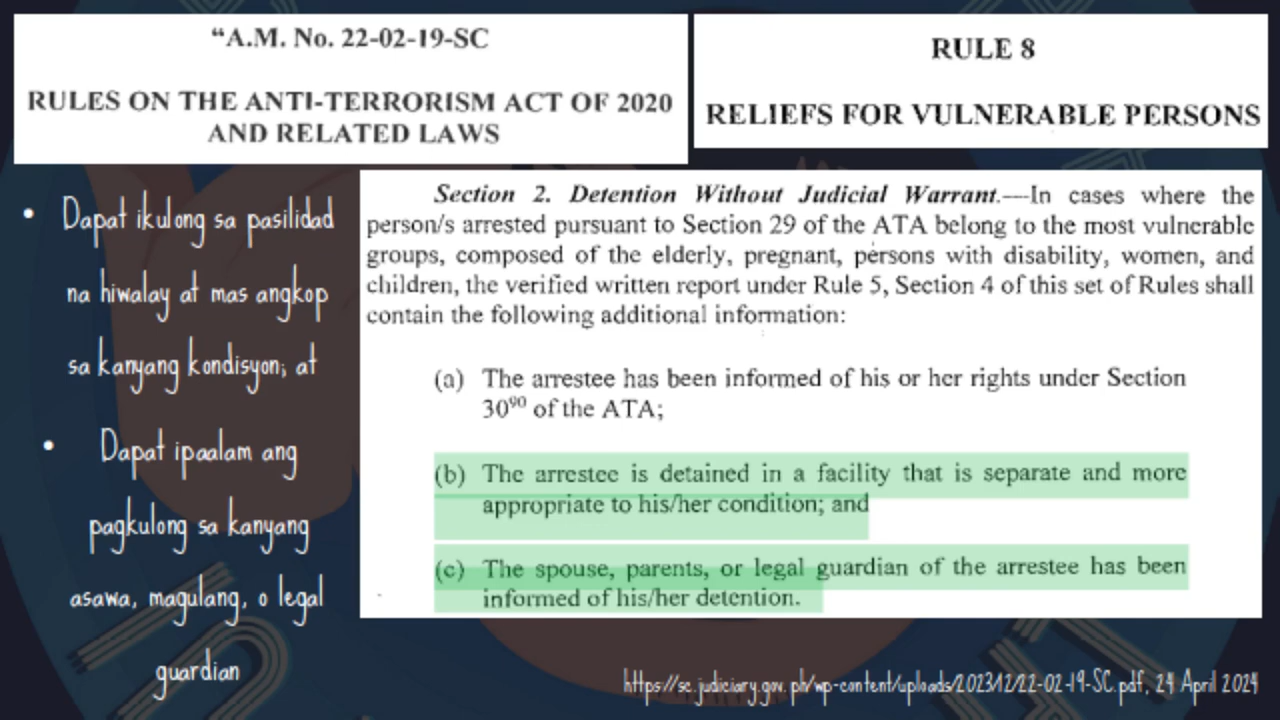 “A.M. No. 22-02-19-SC
RULES ON THE ANTI-TERRORISM ACT OF 2020
AND RELATED LAWS
RULE 8
RELIEFS FOR VULNERABLE PERSONS
• Dapat ikulong sa pasilidad
na hiwalay at mas angkop
sa kanyang kondisyon; at
• Dapat ipaalam ang
pagkulong sa kanyang
asawa, magulang, o legal
guardian
Section 2. Detention Without Judicial Warrant.—In cases where the
person/s arrested pursuant to Section 29 of the ATA belong to the most vulnerable
groups, composed of the elderly, pregnant, persons with disability, women, and
children, the verified written report under Rule 5, Section 4 of this set of Rules shall
contain the following additional information:
(a) The arrestee has been informed of his or her rights under Section
30⁹⁰ of the ATA;
(b) The arrestee is detained in a facility that is separate and more
appropriate to his/her condition; and
(c) The spouse, parents, or legal guardian of the arrestee has been
informed of his/her detention.
https://sc.judiciary.gov.ph/wp-content/uploads/2023/12/22-02-19-SC.pdf, 24 April 2024